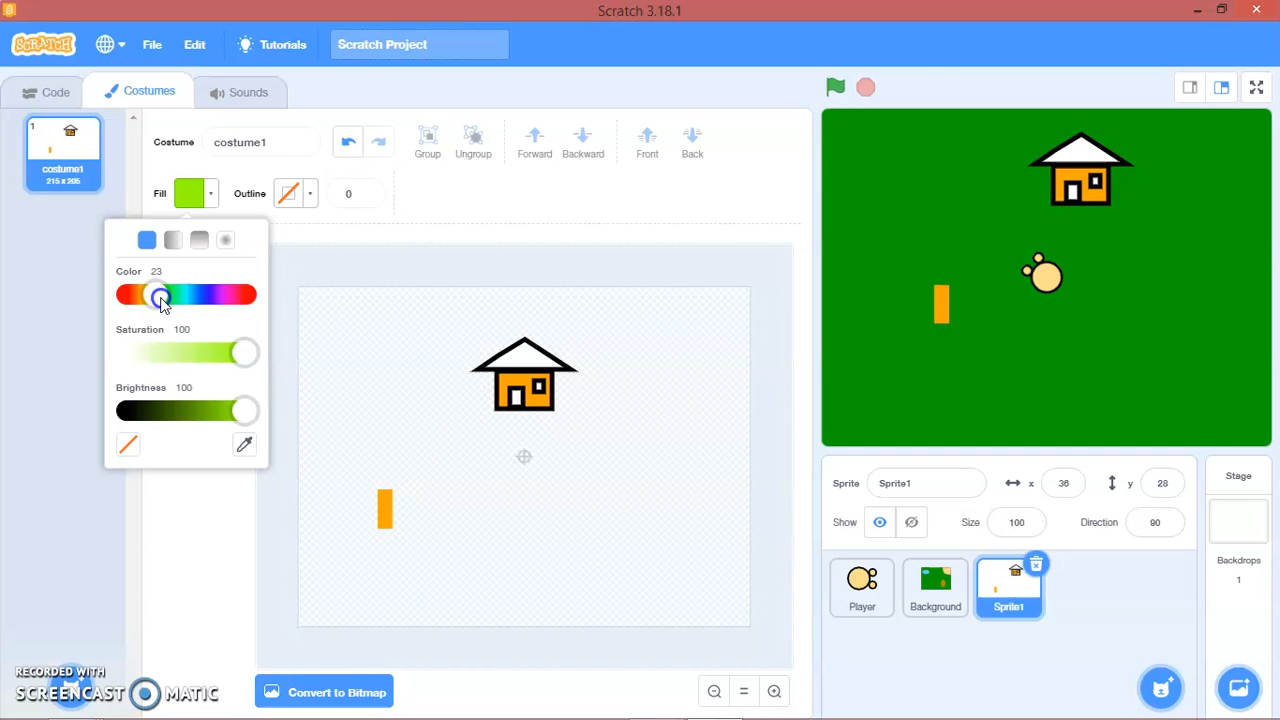 Scratch 3.18.1
SCRATCH
File
Edit
Tutorials
Scratch Project
Code
Costumes
Sounds
1
costume1
215 x 205
Costume
costume1
Group
Ungroup
Forward
Backward
Front
Back
Fill
Outline
0
Color 23
Saturation 100
Brightness 100
Convert to Bitmap
Sprite
Sprite1
x
36
y
28
Show
Size
100
Direction
90
Player
Background
Sprite1
Stage
Backdrops
1
RECORDED WITH
SCREENCAST MATIC